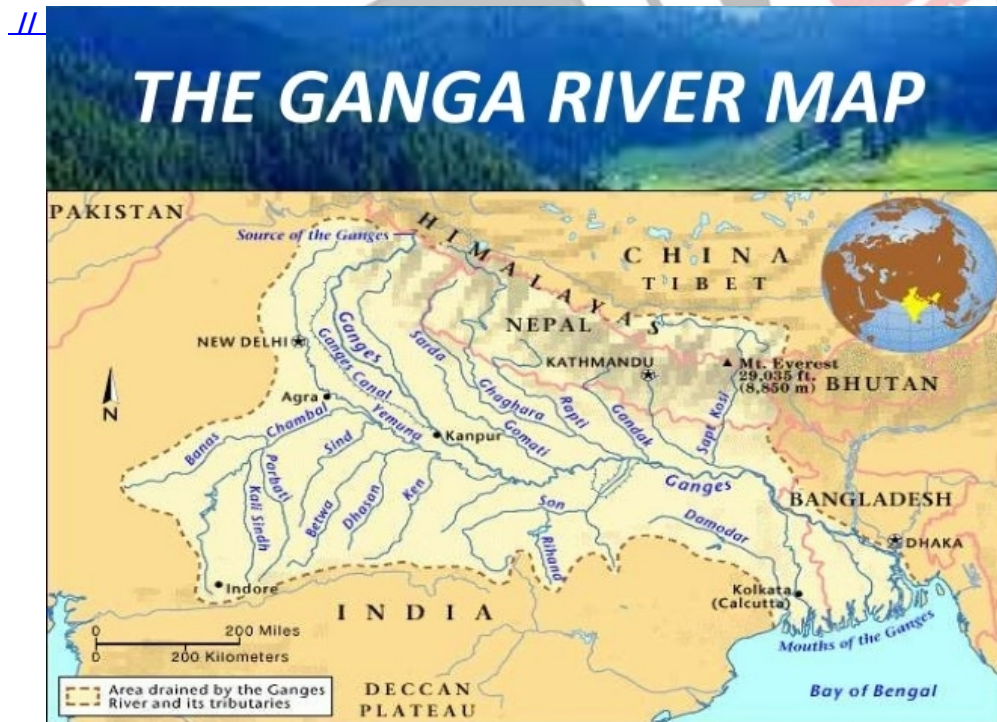 //
THE GANGA RIVER MAP
PAKISTAN
Source of the Ganges
HIMALAYAS
CHINA
TIBET
NEW DELHI
Ganges
Ganges Canal
Sarda
NEPAL
KATHMANDU
Mt. Everest
29,035 ft.
(8,850 m)
BHUTAN
N
Agra
Ghaghara
Rapti
Gandak
Sapt Kosi
Banas
Chambal
Sind
Yemuna
Kanpur
Gomati
Parbati
Kali Sindh
Betwa
Dhasan
Ken
Son
Rihand
Ganges
Damodar
BANGLADESH
DHAKA
Indore
Kolkata
(Calcutta)
INDIA
Mouths of the Ganges
0 200 Miles
0 200 Kilometers
Bay of Bengal
Area drained by the Ganges
River and its tributaries
DECCAN
PLATEAU